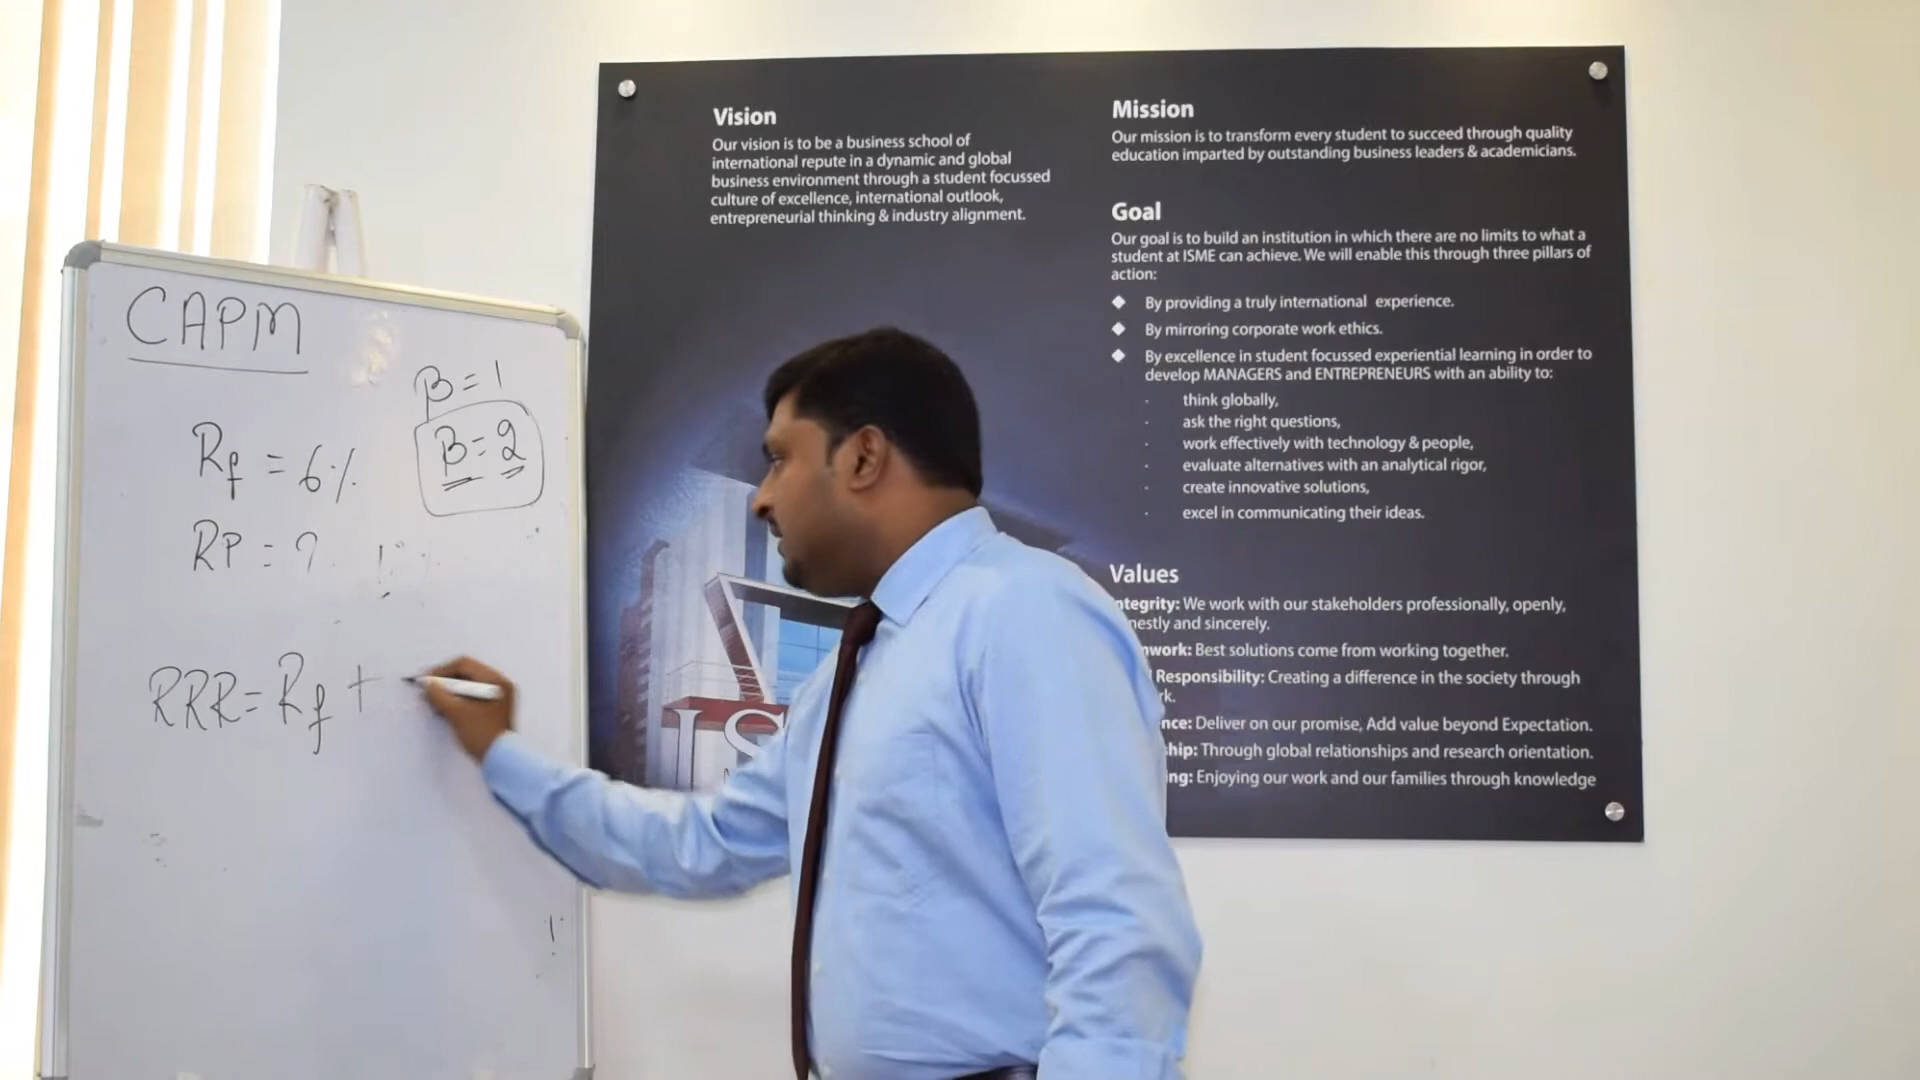 CAPM
β = 1
β = 2
Rf = 6%
RP = ?
RRR = Rf +
Vision
Our vision is to be a business school of
international repute in a dynamic and global
business environment through a student focussed
culture of excellence, international outlook,
entrepreneurial thinking & industry alignment.
Mission
Our mission is to transform every student to succeed through quality
education imparted by outstanding business leaders & academicians.
Goal
Our goal is to build an institution in which there are no limits to what a
student at ISME can achieve. We will enable this through three pillars of
action:
By providing a truly international experience.
By mirroring corporate work ethics.
By excellence in student focussed experiential learning in order to
develop MANAGERS and ENTREPRENEURS with an ability to:
think globally,
ask the right questions,
work effectively with technology & people,
evaluate alternatives with an analytical rigor,
create innovative solutions,
excel in communicating their ideas.
Values
ntegrity: We work with our stakeholders professionally, openly,
nestly and sincerely.
work: Best solutions come from working together.
Responsibility: Creating a difference in the society through
rk.
nce: Deliver on our promise, Add value beyond Expectation.
hip: Through global relationships and research orientation.
ing: Enjoying our work and our families through knowledge
IS